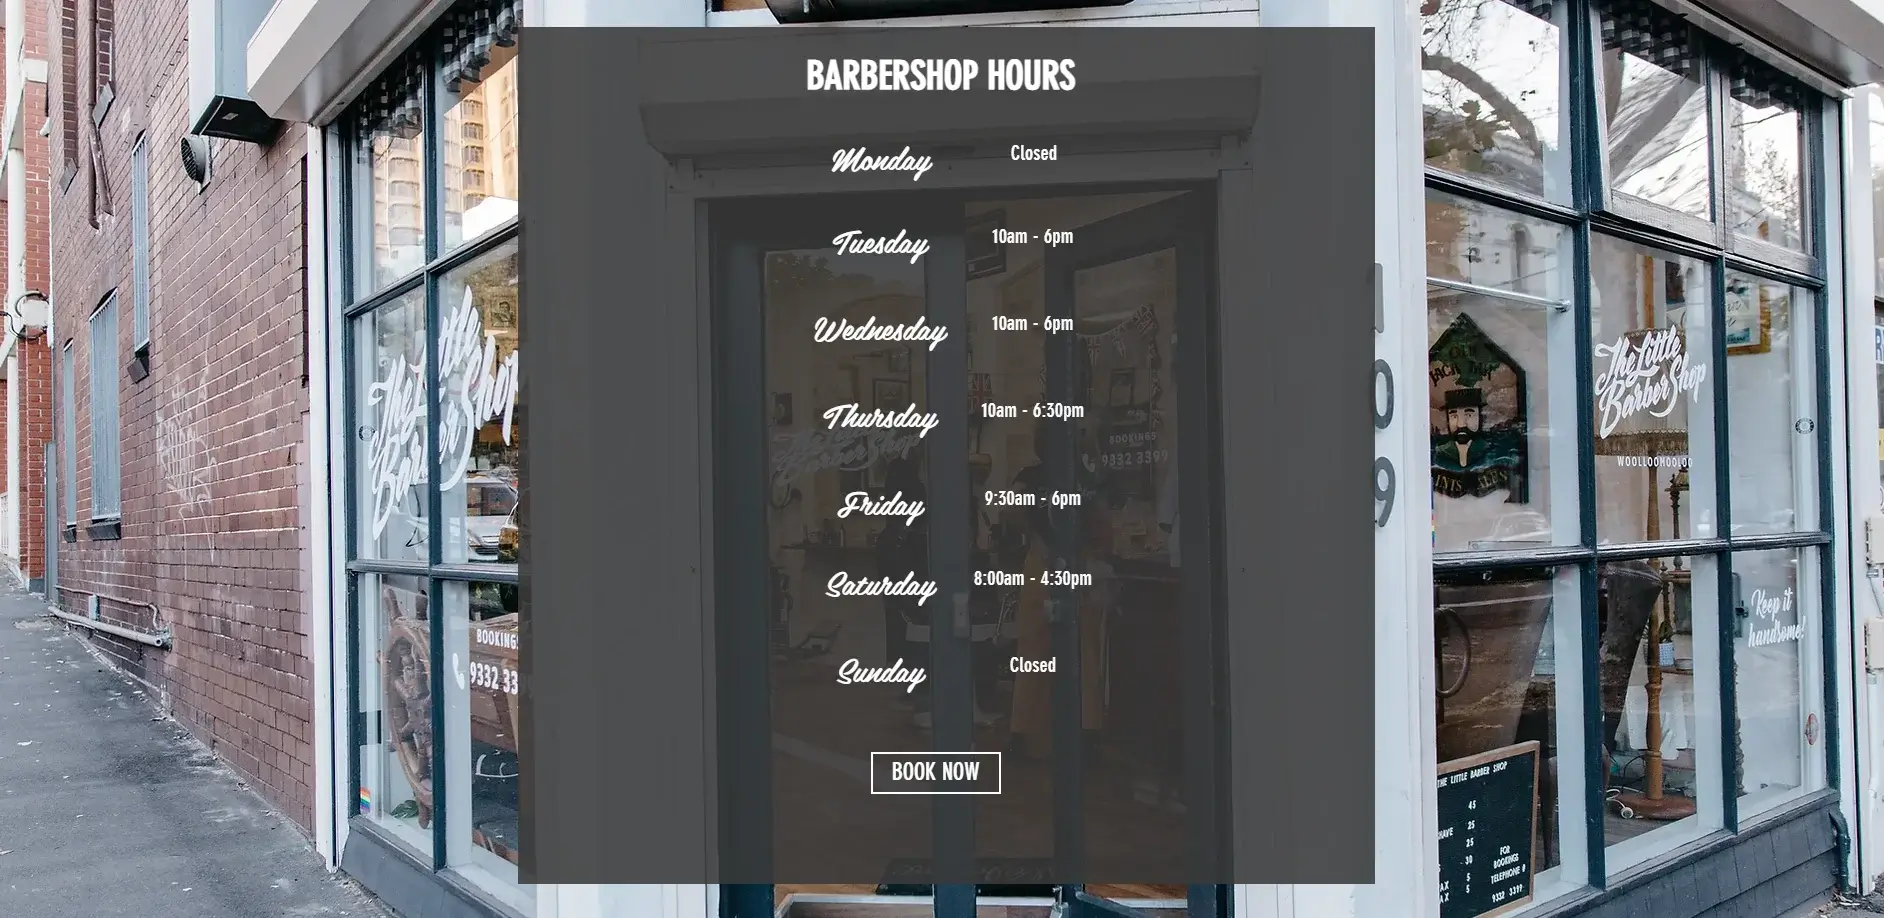 BARBERSHOP HOURS
Monday Closed
Tuesday 10am - 6pm
Wednesday 10am - 6pm
Thursday 10am - 6:30pm
Friday 9:30am - 6pm
Saturday 8:00am - 4:30pm
Sunday Closed
BOOK NOW
The Little
Barber Shop
BOOKINGS
9332 33
The Little
Barber Shop
BOOKINGS
9332 3399
109
JACK TAR
The Little
Barber Shop
WOOLLOOMOOLOO
Keep it
handsome!
THE LITTLE BARBER SHOP
45
25
25
30
5
5
FOR
BOOKINGS
TELEPHONE
9332 3399